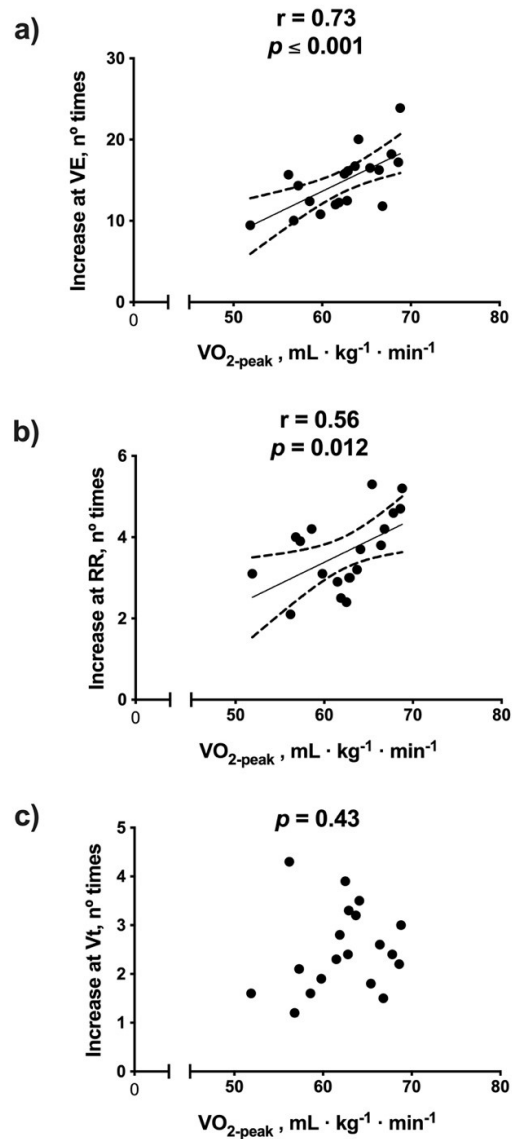 a)
r = 0.73
p ≤ 0.001
Increase at VE, nº times
30
20
10
0
0
50
60
70
80
VO2-peak , mL · kg-1 · min-1
b)
r = 0.56
p = 0.012
Increase at RR, nº times
6
4
2
0
0
50
60
70
80
VO2-peak , mL · kg-1 · min-1
c)
p = 0.43
Increase at Vt, nº times
5
4
3
2
1
0
0
50
60
70
80
VO2-peak , mL · kg-1 · min-1